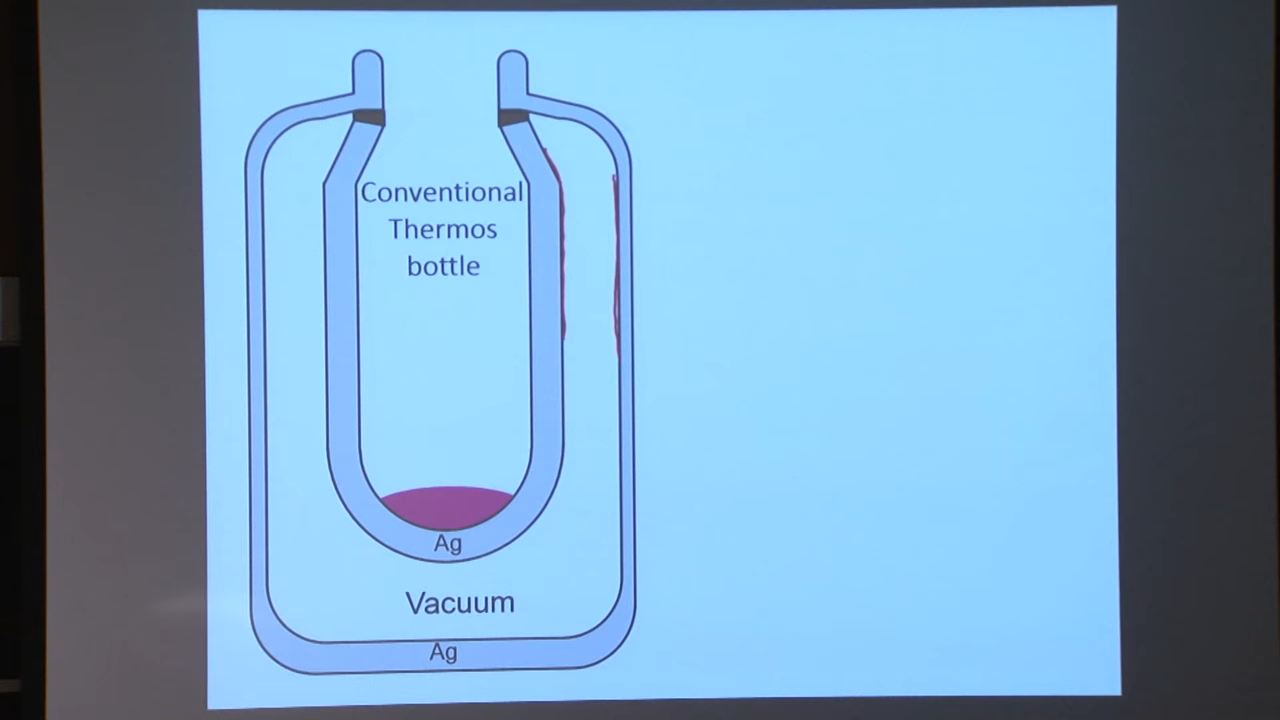 Conventional
Thermos
bottle
Ag
Vacuum
Ag